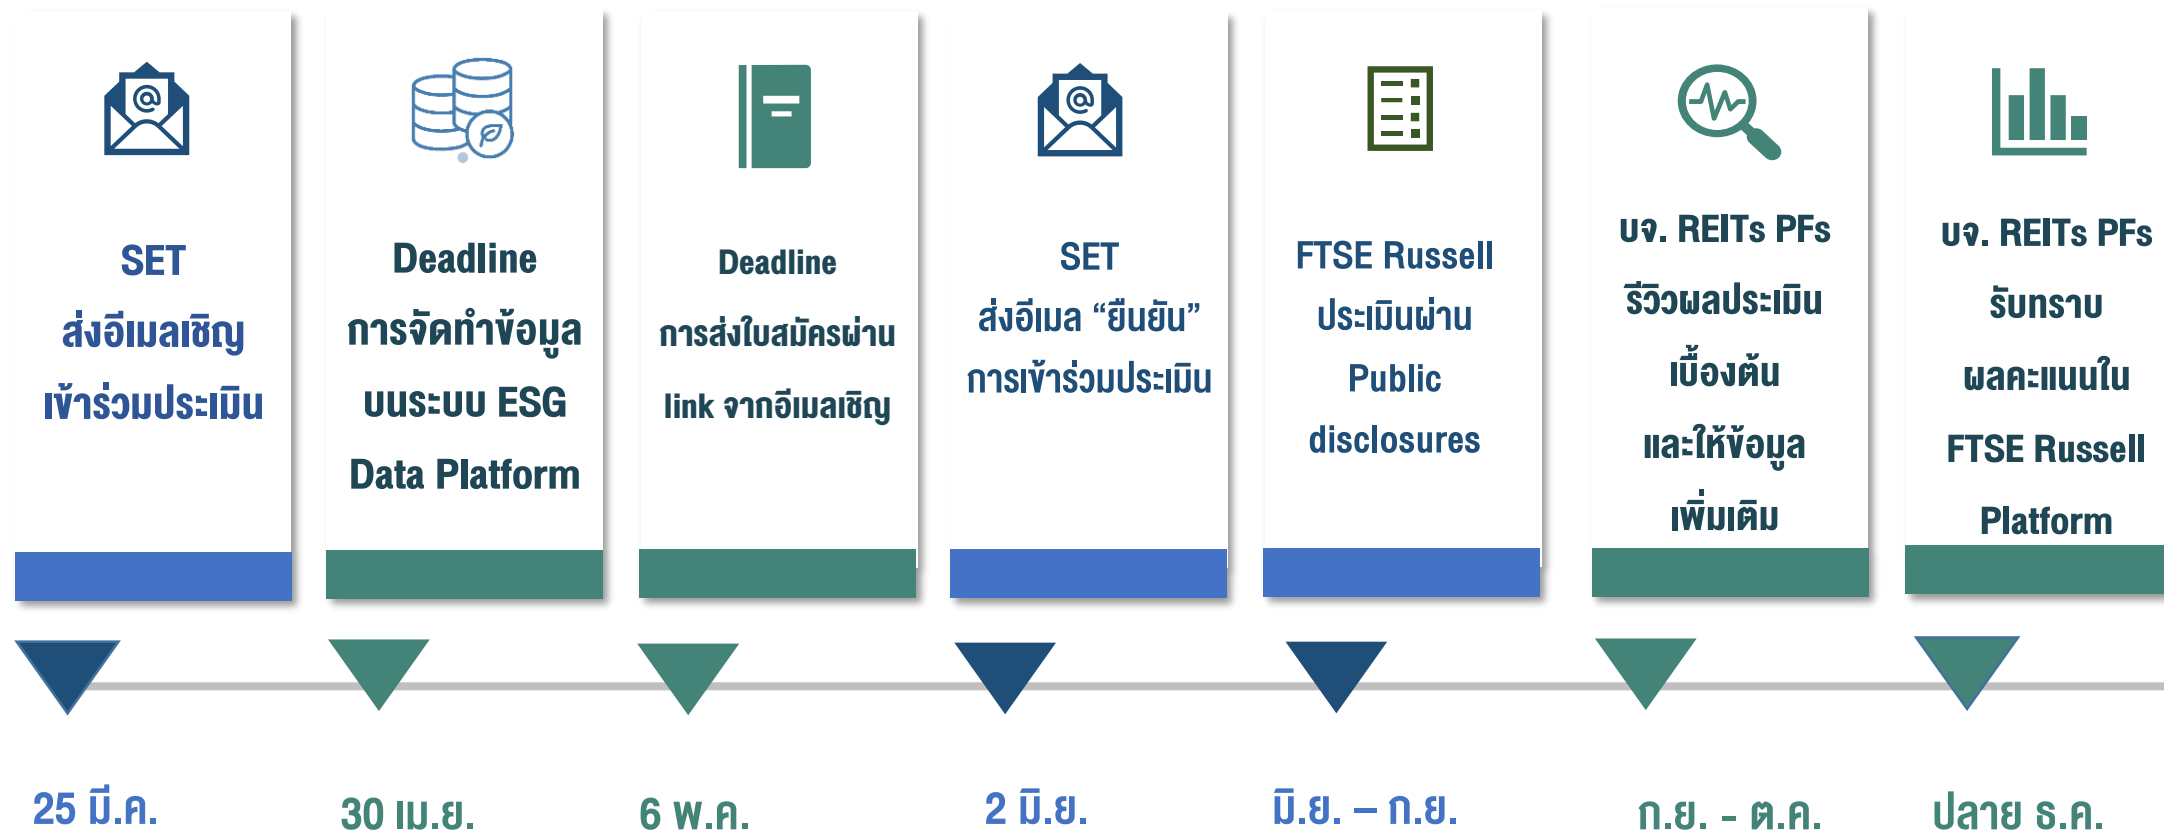 SET
ส่งอีเมลเชิญ
เข้าร่วมประเมิน
Deadline
การจัดทำข้อมูล
บนระบบ ESG
Data Platform
Deadline
การส่งใบสมัครผ่าน
link จากอีเมลเชิญ
SET
ส่งอีเมล “ยืนยัน”
การเข้าร่วมประเมิน
FTSE Russell
ประเมินผ่าน
Public
disclosures
บจ. REITs PFs
รีวิวผลประเมิน
เบื้องต้น
และให้ข้อมูล
เพิ่มเติม
บจ. REITs PFs
รับทราบ
ผลคะแนนใน
FTSE Russell
Platform
25 มี.ค.
30 เม.ย.
6 พ.ค.
2 มิ.ย.
มิ.ย. – ก.ย.
ก.ย. - ต.ค.
ปลาย ธ.ค.